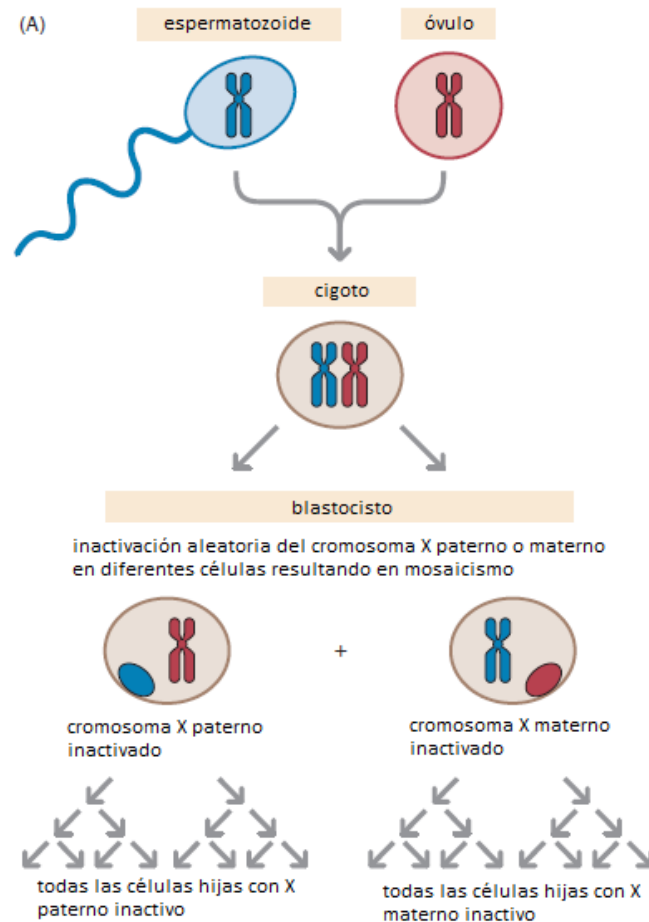 (A)
espermatozoide
óvulo
cigoto
blastocisto
inactivación aleatoria del cromosoma X paterno o materno
en diferentes células resultando en mosaicismo
+
cromosoma X paterno
inactivado
cromosoma X materno
inactivado
todas las células hijas con X
paterno inactivo
todas las células hijas con X
materno inactivo